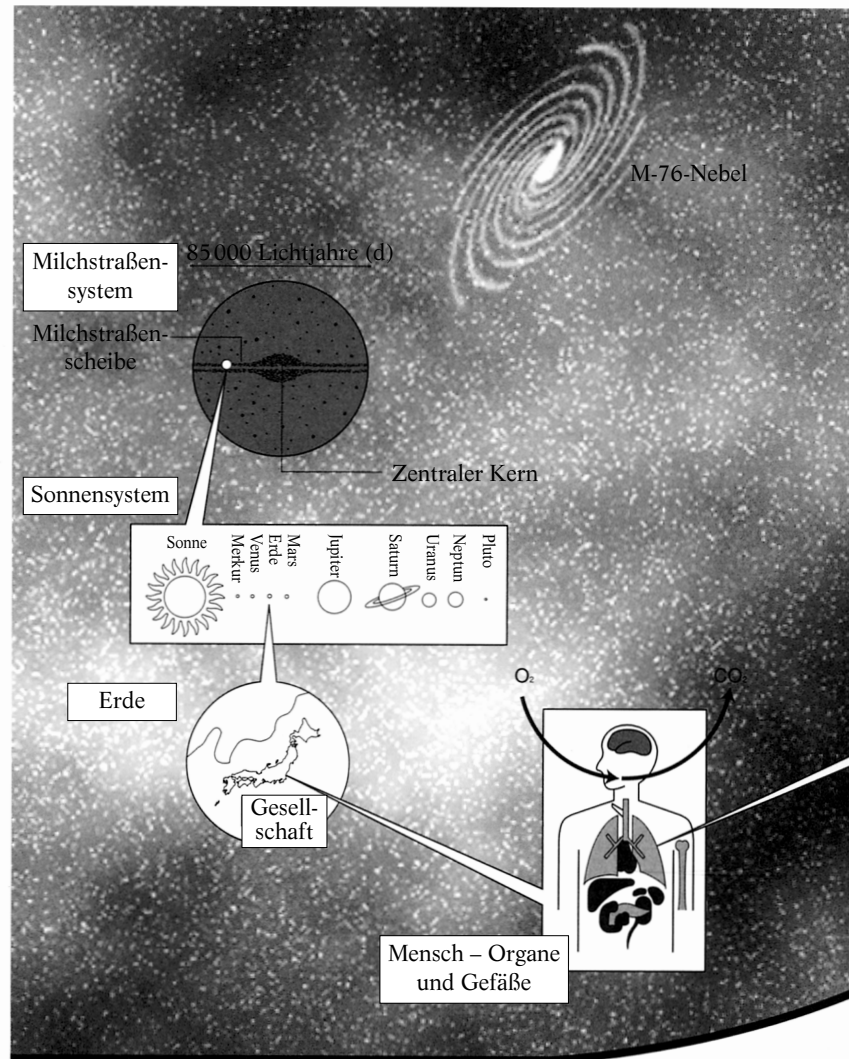 M-76-Nebel
85 000 Lichtjahre (d)
Milchstraßen-
system
Milchstraßen-
scheibe
Zentraler Kern
Sonnensystem
Sonne
Merkur
Venus
Erde
Mars
Jupiter
Saturn
Uranus
Neptun
Pluto
Erde
O₂
CO₂
Gesell-
schaft
Mensch – Organe
und Gefäße